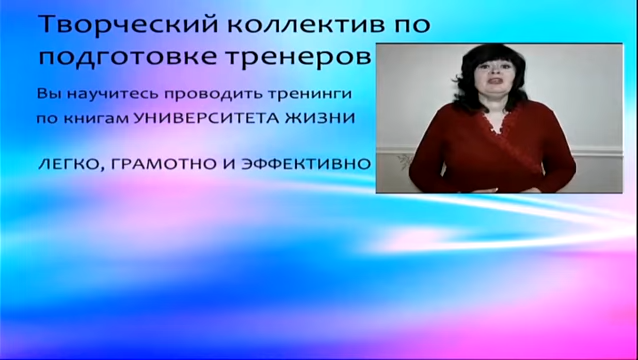 Творческий коллектив по
подготовке тренеров
Вы научитесь проводить тренинги
по книгам УНИВЕРСИТЕТА ЖИЗНИ
ЛЕГКО, ГРАМОТНО И ЭФФЕКТИВНО